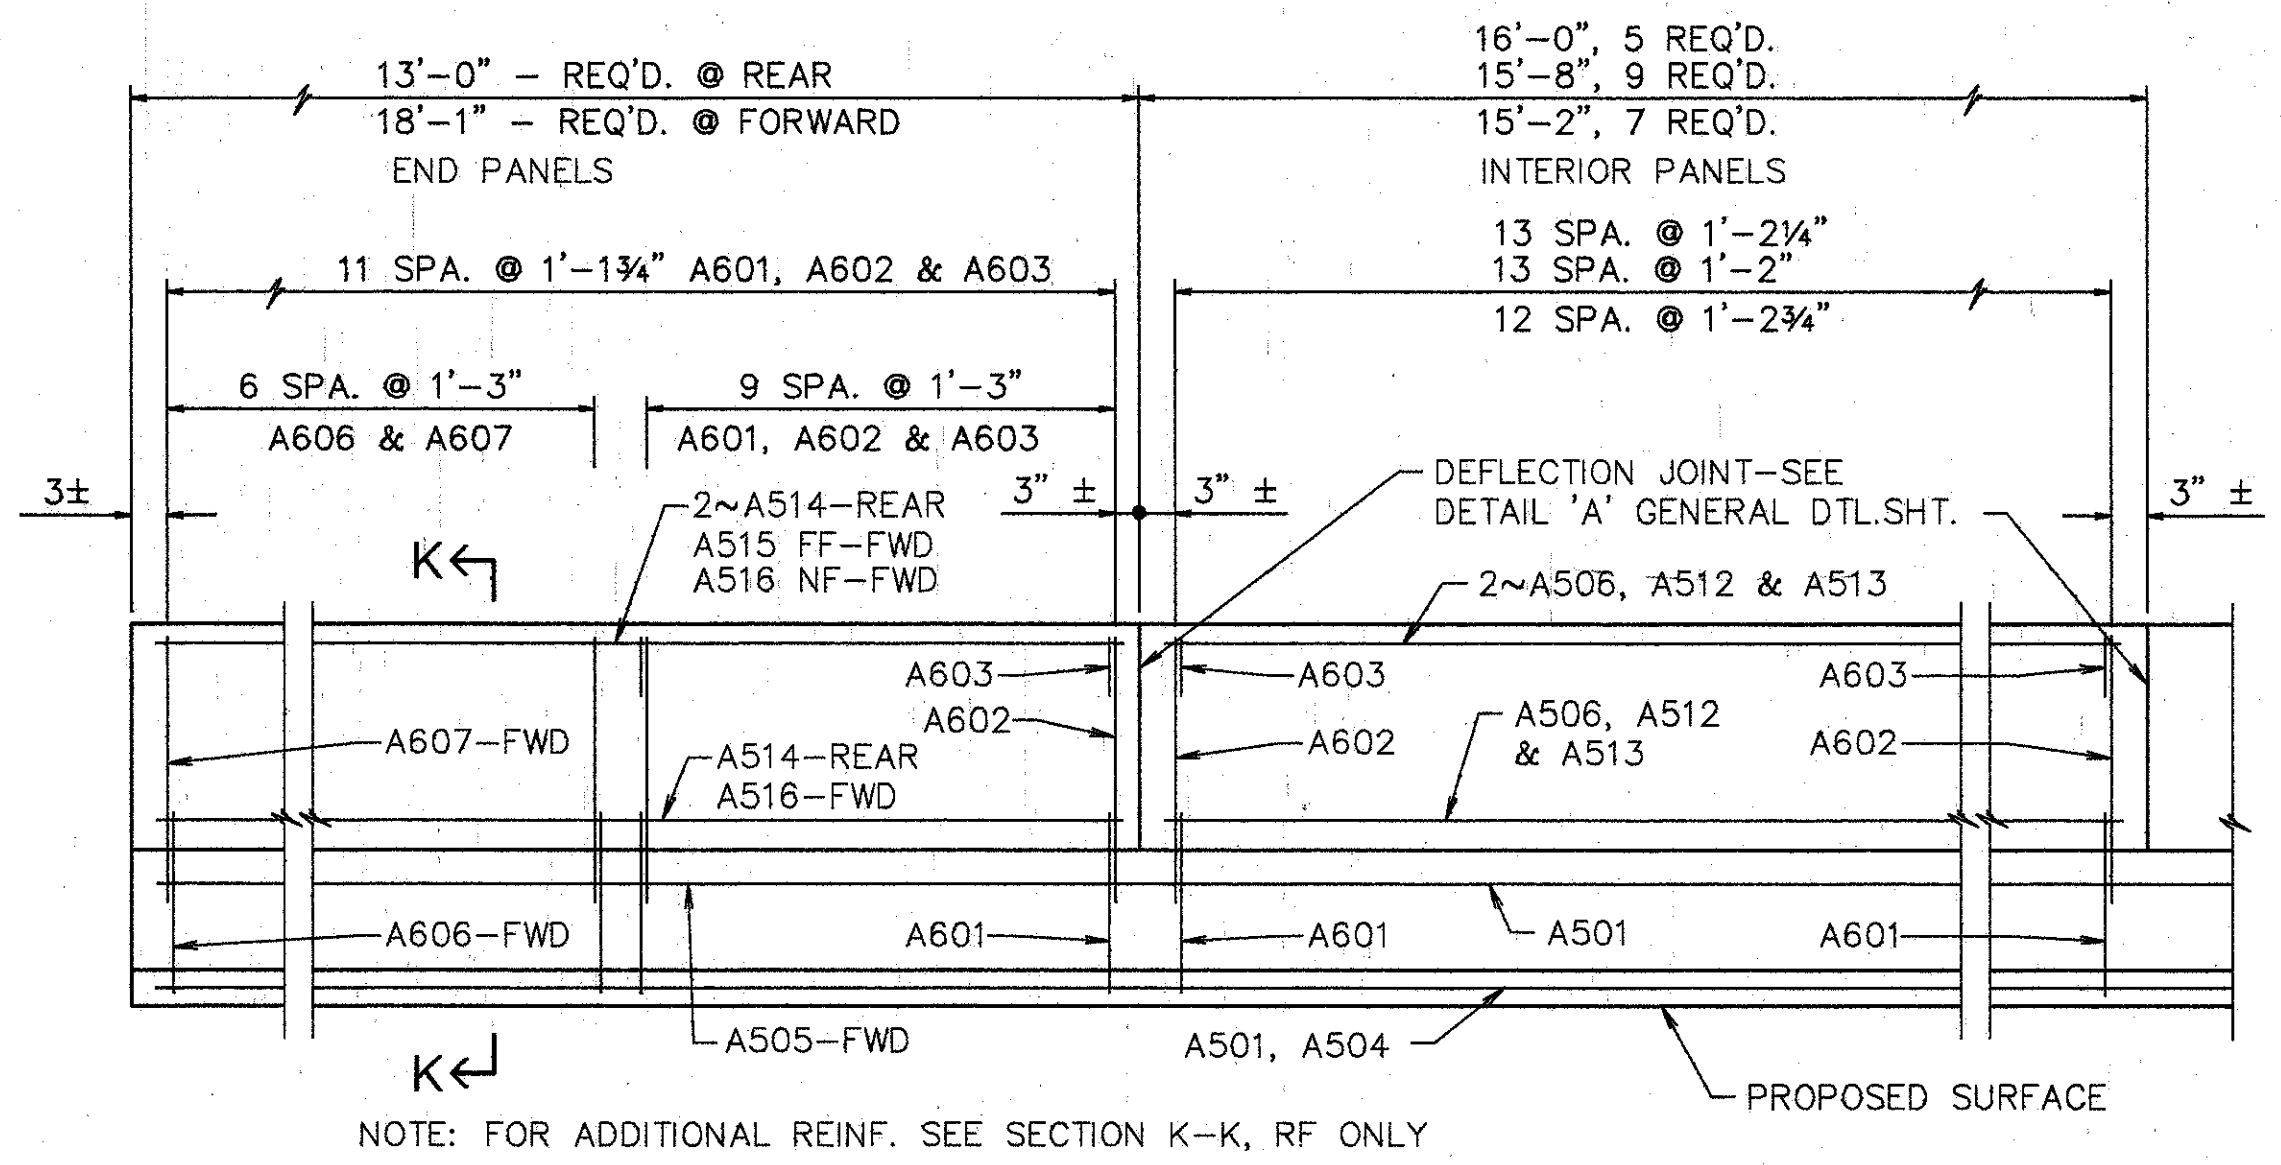 13'-0" - REQ'D. @ REAR
18'-1" - REQ'D. @ FORWARD
END PANELS
16'-0", 5 REQ'D.
15'-8", 9 REQ'D.
15'-2", 7 REQ'D.
INTERIOR PANELS
11 SPA. @ 1'-1¾" A601, A602 & A603
13 SPA. @ 1'-2¼"
13 SPA. @ 1'-2"
12 SPA. @ 1'-2¾"
6 SPA. @ 1'-3"
A606 & A607
9 SPA. @ 1'-3"
A601, A602 & A603
3±
3" ±
3" ±
3" ±
DEFLECTION JOINT-SEE
DETAIL 'A' GENERAL DTL.SHT.
2~A514-REAR
A515 FF-FWD
A516 NF-FWD
K
2~A506, A512 & A513
A603
A603
A603
A602
A602
A602
A506, A512
& A513
A607-FWD
A514-REAR
A516-FWD
A606-FWD
A601
A601
A501
A601
A505-FWD
A501, A504
K
PROPOSED SURFACE
NOTE: FOR ADDITIONAL REINF. SEE SECTION K-K, RF ONLY